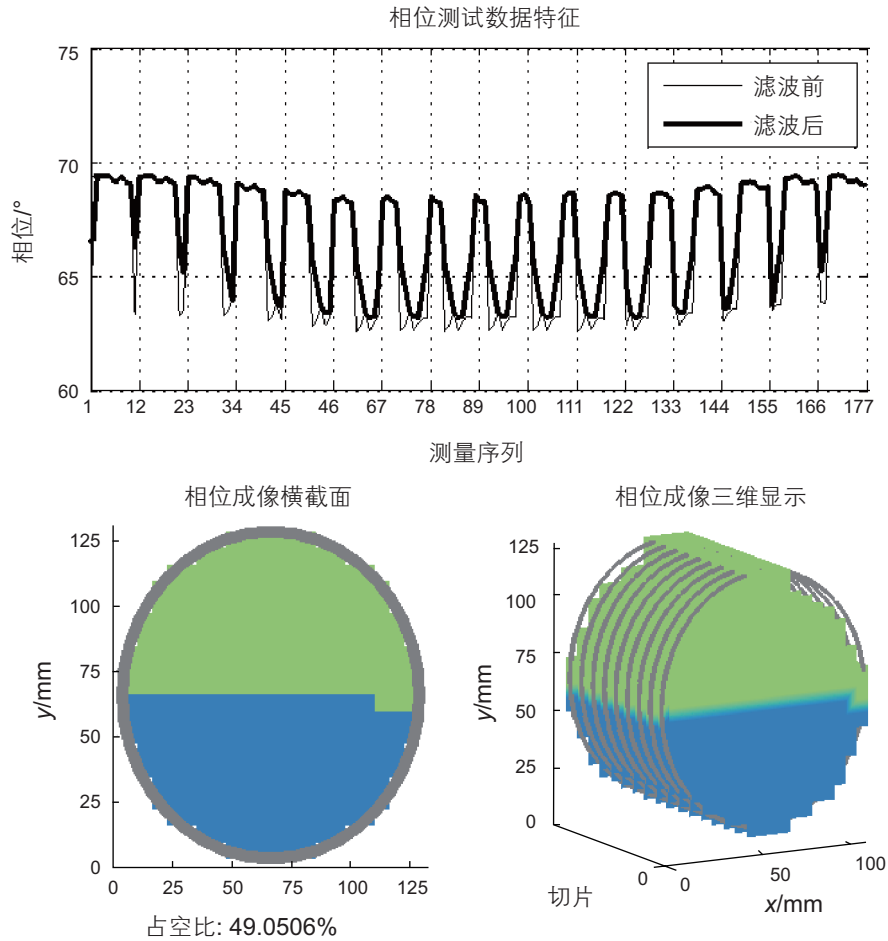 相位测试数据特征
75
70
65
60
相位/°
滤波前
滤波后
1 12 23 34 45 46 67 78 89 100 111 122 133 144 155 166 177
测量序列
相位成像横截面
125
100
75
50
25
0
y/mm
0 25 50 75 100 125
占空比: 49.0506%
相位成像三维显示
125
100
75
50
25
0
y/mm
切片
0
0 50 100
x/mm